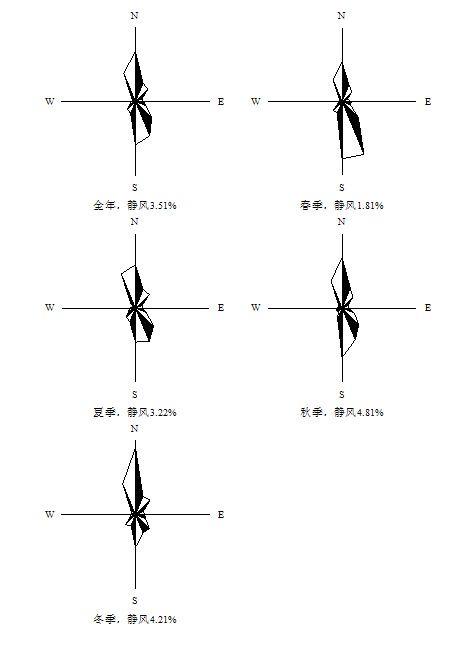 N N
W E W E
S S
全年，静风3.51% 春季，静风1.81%
N N
W E W E
S S
夏季，静风3.22% 秋季，静风4.81%
N
W E
S
冬季，静风4.21%